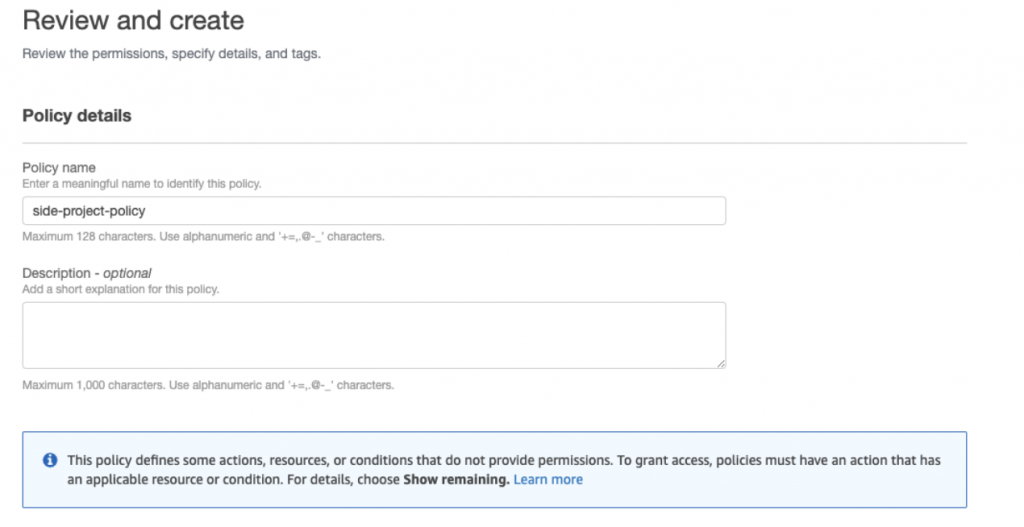 Review and create
Review the permissions, specify details, and tags.
Policy details
Policy name
Enter a meaningful name to identify this policy.
side-project-policy
Maximum 128 characters. Use alphanumeric and '+=,.@-_' characters.
Description - optional
Add a short explanation for this policy.
Maximum 1,000 characters. Use alphanumeric and '+=,.@-_' characters.
This policy defines some actions, resources, or conditions that do not provide permissions. To grant access, policies must have an action that has
an applicable resource or condition. For details, choose Show remaining. Learn more